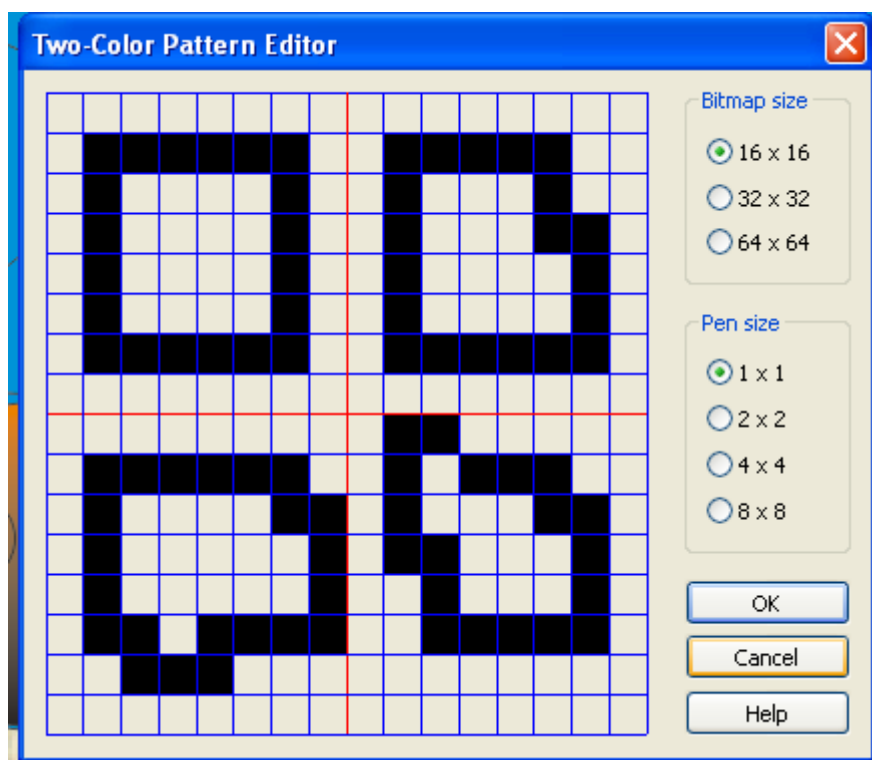 Two-Color Pattern Editor
Bitmap size
16 x 16
32 x 32
64 x 64
Pen size
1 x 1
2 x 2
4 x 4
8 x 8
OK
Cancel
Help